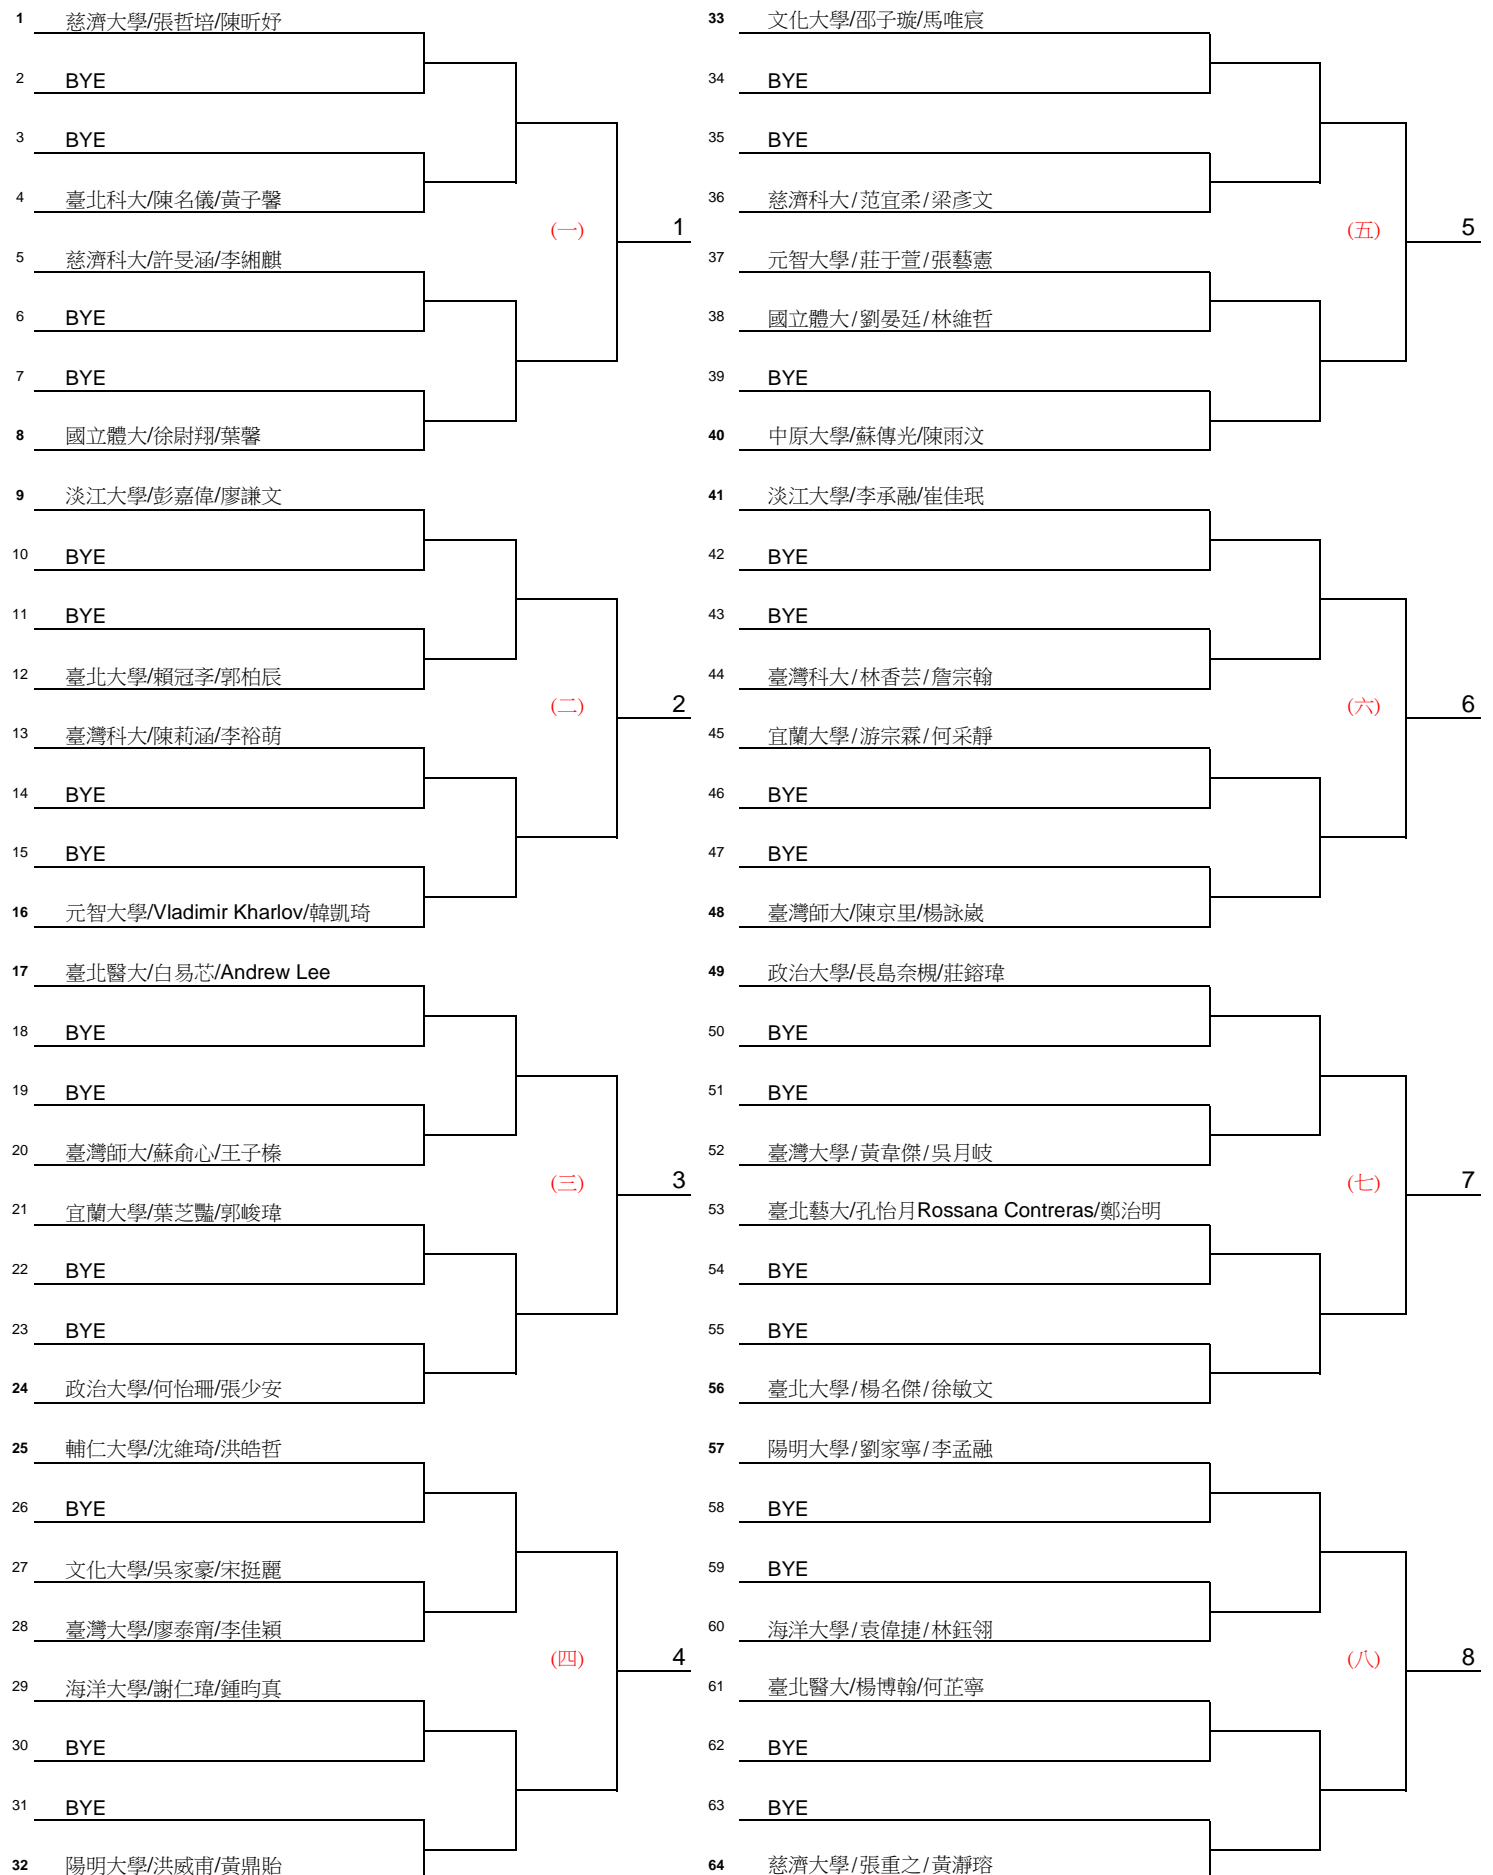 1 慈濟大學/張哲培/陳昕妤
2 BYE
3 BYE
4 臺北科大/陳名儀/黃子馨
(一) 1
5 慈濟科大/許旻涵/李緗麒
6 BYE
7 BYE
8 國立體大/徐尉翔/葉馨
9 淡江大學/彭嘉偉/廖謙文
10 BYE
11 BYE
12 臺北大學/賴冠孪/郭柏辰
(二) 2
13 臺灣科大/陳莉涵/李裕萌
14 BYE
15 BYE
16 元智大學/Vladimir Kharlov/韓凱琦
17 臺北醫大/白易芯/Andrew Lee
18 BYE
19 BYE
20 臺灣師大/蘇俞心/王子榛
(三) 3
21 宜蘭大學/葉芝豔/郭峻瑋
22 BYE
23 BYE
24 政治大學/何怡珊/張少安
25 輔仁大學/沈維琦/洪皓哲
26 BYE
27 文化大學/吳家豪/宋挺麗
28 臺灣大學/廖泰甯/李佳穎
(四) 4
29 海洋大學/謝仁瑋/鍾昀真
30 BYE
31 BYE
32 陽明大學/洪威甫/黃鼎貽
33 文化大學/邵子璇/馬唯宸
34 BYE
35 BYE
36 慈濟科大/范宜柔/梁彥文
(五) 5
37 元智大學/莊于萱/張藝憲
38 國立體大/劉晏廷/林維哲
39 BYE
40 中原大學/蘇傳光/陳雨汶
41 淡江大學/李承融/崔佳珉
42 BYE
43 BYE
44 臺灣科大/林香芸/詹宗翰
(六) 6
45 宜蘭大學/游宗霖/何采靜
46 BYE
47 BYE
48 臺灣師大/陳京里/楊詠崴
49 政治大學/長島奈槻/莊鎔瑋
50 BYE
51 BYE
52 臺灣大學/黃韋傑/吳月岐
(七) 7
53 臺北藝大/孔怡月Rossana Contreras/鄭治明
54 BYE
55 BYE
56 臺北大學/楊名傑/徐敏文
57 陽明大學/劉家寧/李孟融
58 BYE
59 BYE
60 海洋大學/袁偉捷/林鈺翎
(八) 8
61 臺北醫大/楊博翰/何芷寧
62 BYE
63 BYE
64 慈濟大學/張重之/黃瀞瑢